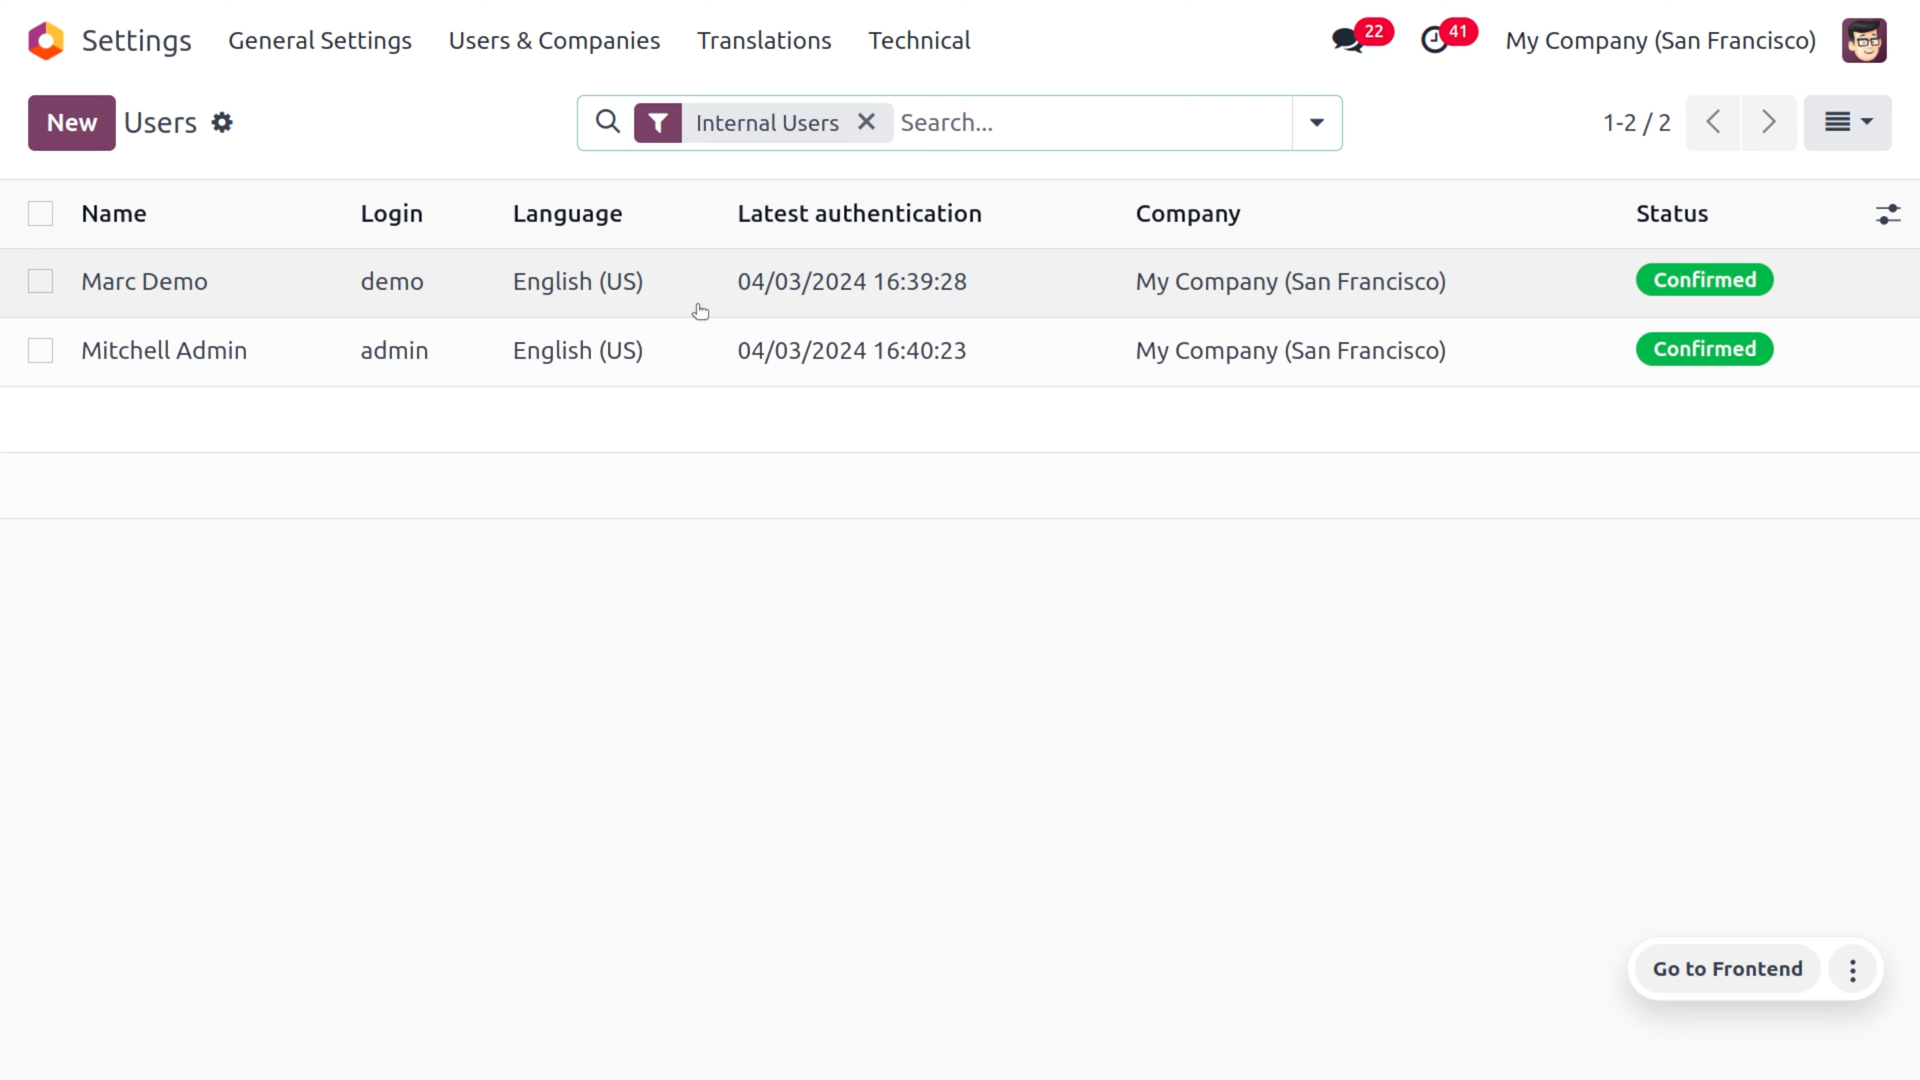 Settings General Settings Users & Companies Translations Technical 22 41 My Company (San Francisco)
New Users Internal Users Search... 1-2 / 2
Name Login Language Latest authentication Company Status
Marc Demo demo English (US) 04/03/2024 16:39:28 My Company (San Francisco) Confirmed
Mitchell Admin admin English (US) 04/03/2024 16:40:23 My Company (San Francisco) Confirmed
Go to Frontend